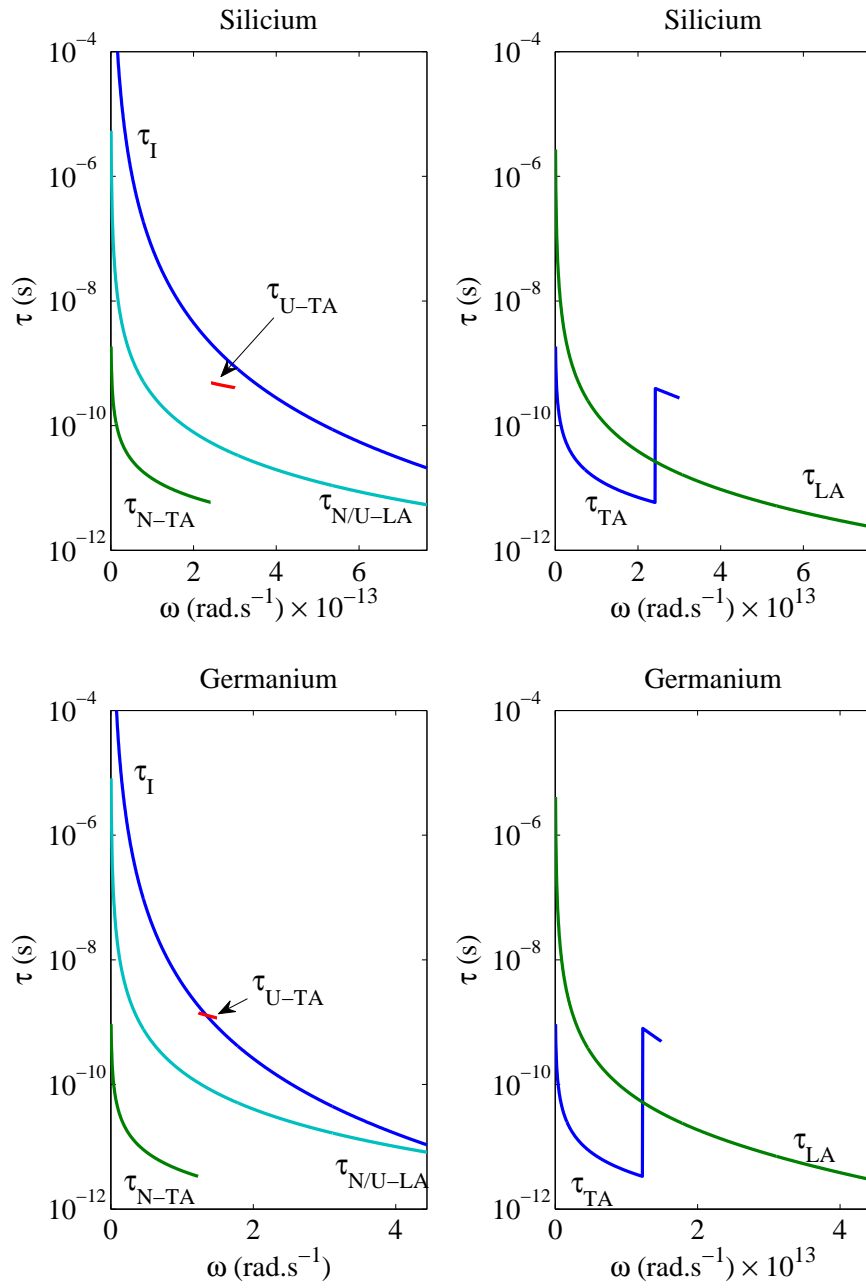 Silicium
Silicium
10⁻⁴
10⁻⁶
10⁻⁸
10⁻¹⁰
10⁻¹²
τ (s)
τ_I
τ_U−TA
τ_N−TA
τ_N/U−LA
0 2 4 6
ω (rad.s⁻¹) × 10⁻¹³
10⁻⁴
10⁻⁶
10⁻⁸
10⁻¹⁰
10⁻¹²
τ (s)
τ_LA
τ_TA
0 2 4 6
ω (rad.s⁻¹) × 10¹³
Germanium
Germanium
10⁻⁴
10⁻⁶
10⁻⁸
10⁻¹⁰
10⁻¹²
τ (s)
τ_I
τ_U−TA
τ_N−TA
τ_N/U−LA
0 2 4
ω (rad.s⁻¹)
10⁻⁴
10⁻⁶
10⁻⁸
10⁻¹⁰
10⁻¹²
τ (s)
τ_LA
τ_TA
0 2 4
ω (rad.s⁻¹) × 10¹³